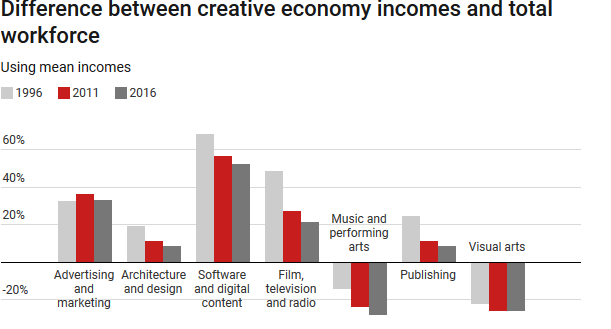 Difference between creative economy incomes and total
workforce
Using mean incomes
1996 2011 2016
60%
40%
20%
Music and
performing
arts
Visual arts
-20%
Advertising
and
marketing
Architecture
and design
Software
and digital
content
Film,
television
and radio
Publishing